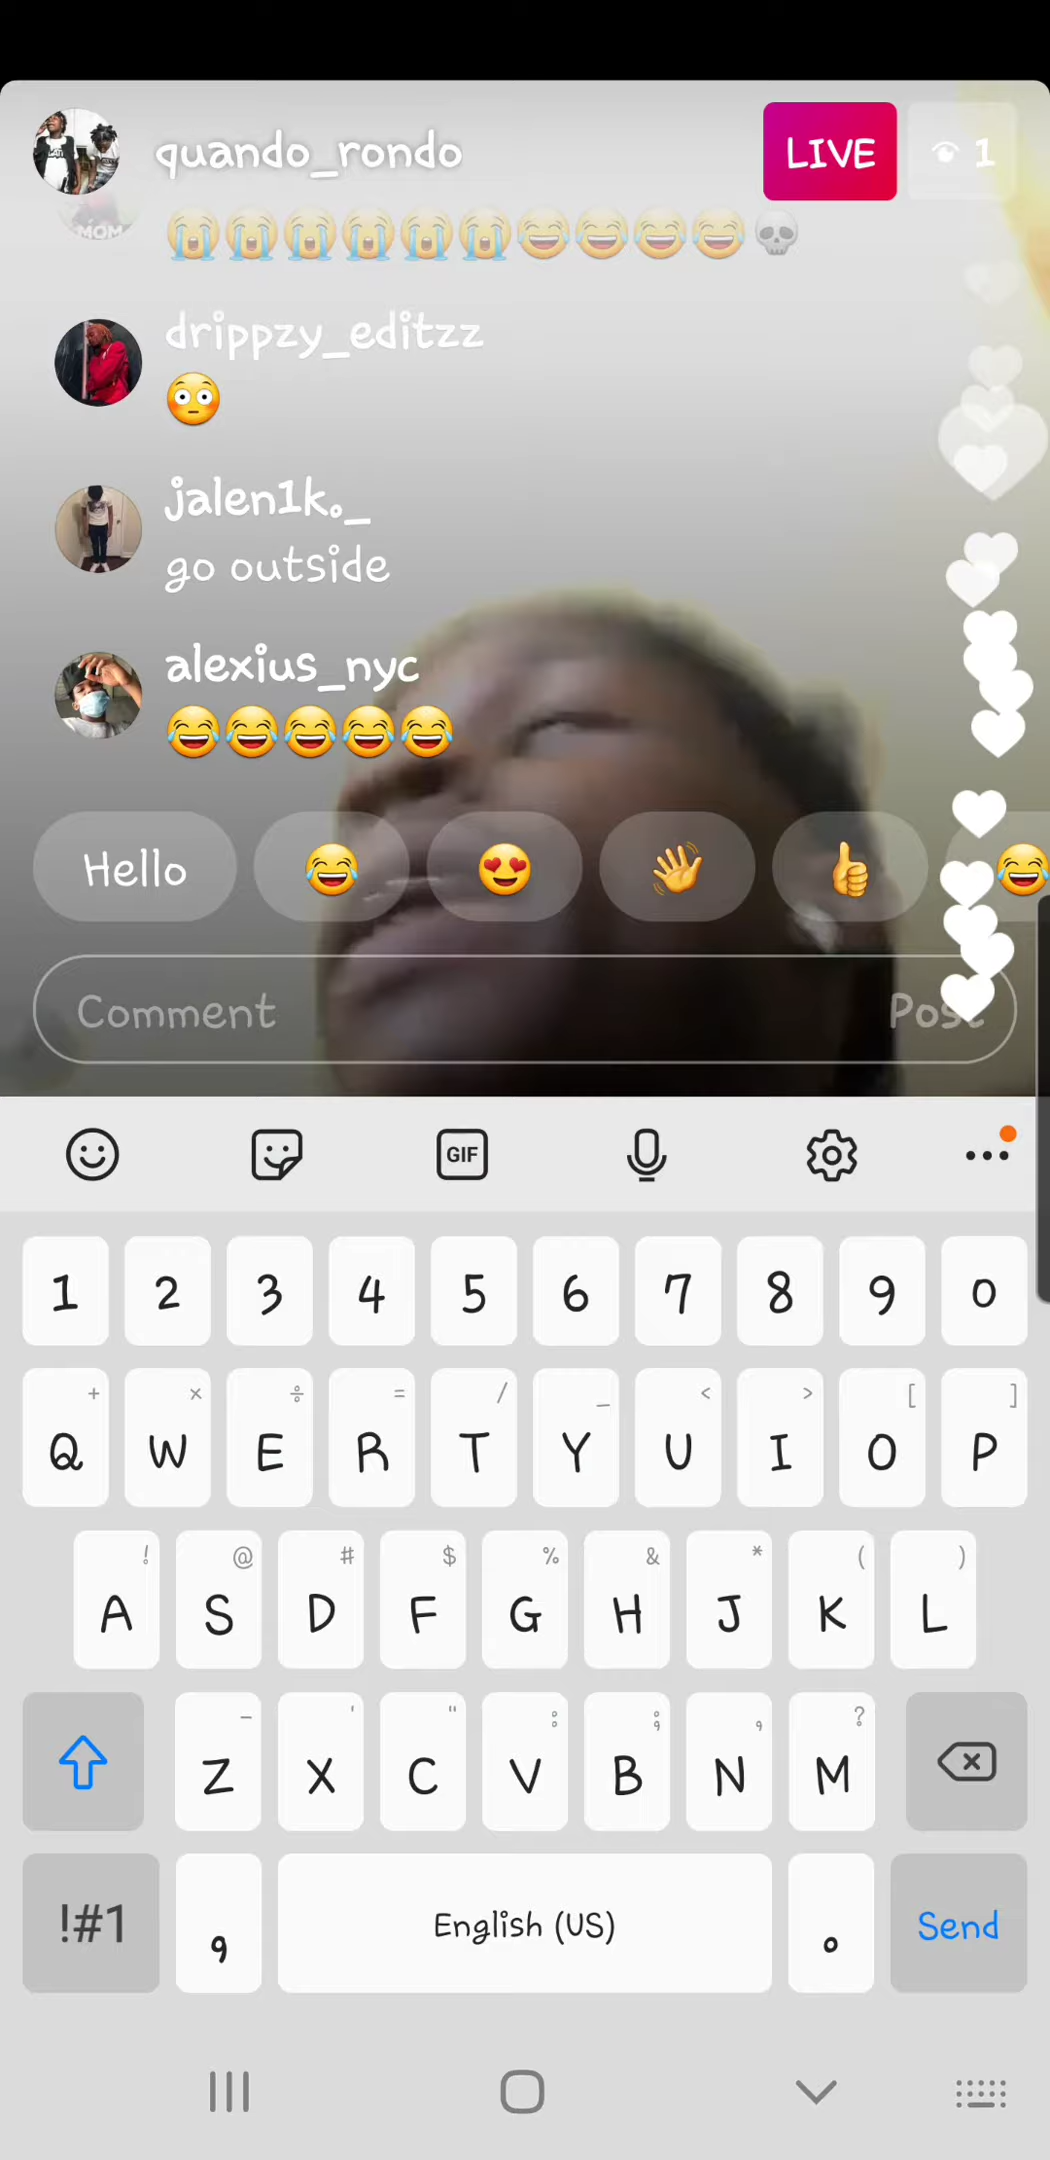 quando_rondo
LIVE
1
MOM
😭😭😭😭😭😭😂😂😂😂💀
drippzy_editzz
😳
jalen1k._
go outside
alexius_nyc
😂😂😂😂😂
Hello 😂 😍 👋 👍 😂
Comment Post
GIF
1 2 3 4 5 6 7 8 9 0
+ × ÷ = / _ < > [ ]
Q W E R T Y U I O P
! @ # $ % & * ( )
A S D F G H J K L
- ' " : ; , ?
Z X C V B N M
!#1 , English (US) . Send